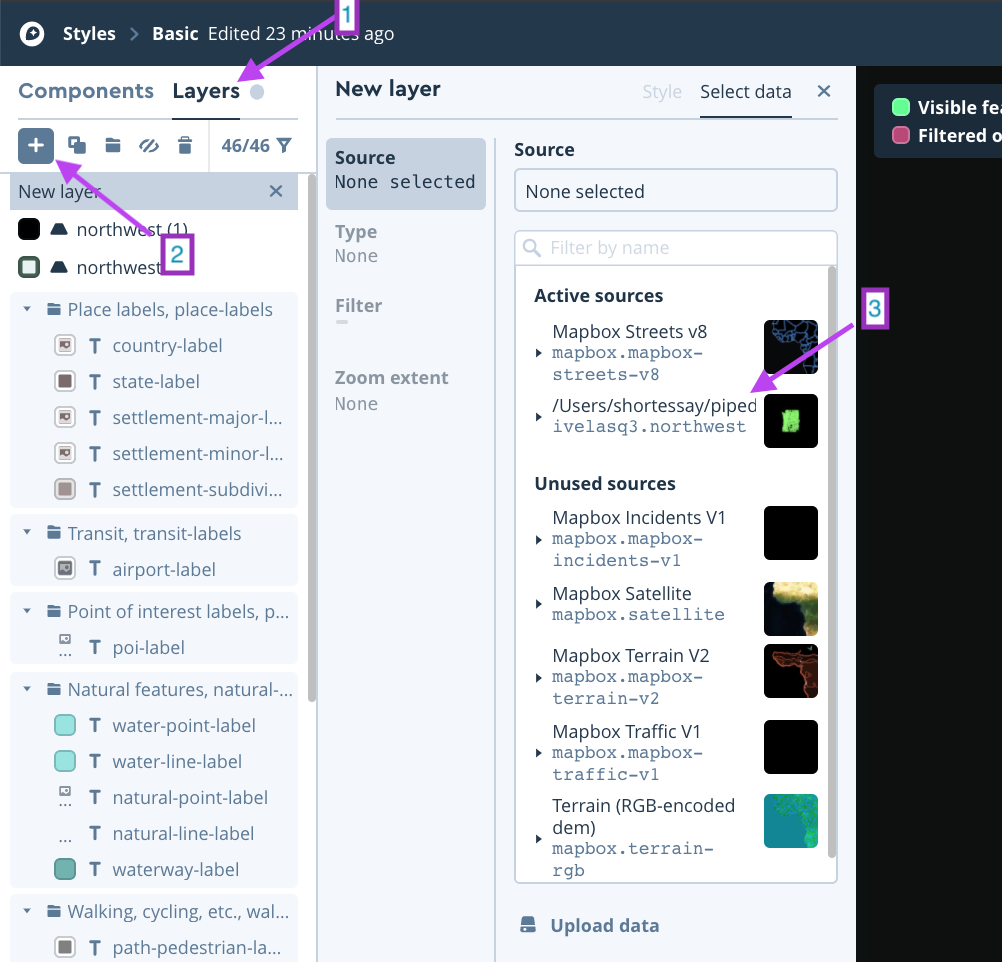 1
Styles > Basic Edited 23 minutes ago
Components Layers
46/46
New layer
northwest (1)
2
northwest
Place labels, place-labels
T country-label
T state-label
T settlement-major-l...
T settlement-minor-l...
T settlement-subdivi...
Transit, transit-labels
T airport-label
Point of interest labels, p...
... T poi-label
Natural features, natural-...
T water-point-label
T water-line-label
... T natural-point-label
... T natural-line-label
T waterway-label
Walking, cycling, etc., wal...
T path-pedestrian-la...
New layer
Style Select data
Source
None selected
Type
None
Filter
Zoom extent
None
Source
None selected
Filter by name
Active sources
Mapbox Streets v8
mapbox.mapbox-
streets-v8
/Users/shortessay/piped
ivelasq3.northwest
3
Unused sources
Mapbox Incidents V1
mapbox.mapbox-
incidents-v1
Mapbox Satellite
mapbox.satellite
Mapbox Terrain V2
mapbox.mapbox-
terrain-v2
Mapbox Traffic V1
mapbox.mapbox-
traffic-v1
Terrain (RGB-encoded
dem)
mapbox.terrain-
rgb
Upload data
Visible fea
Filtered o